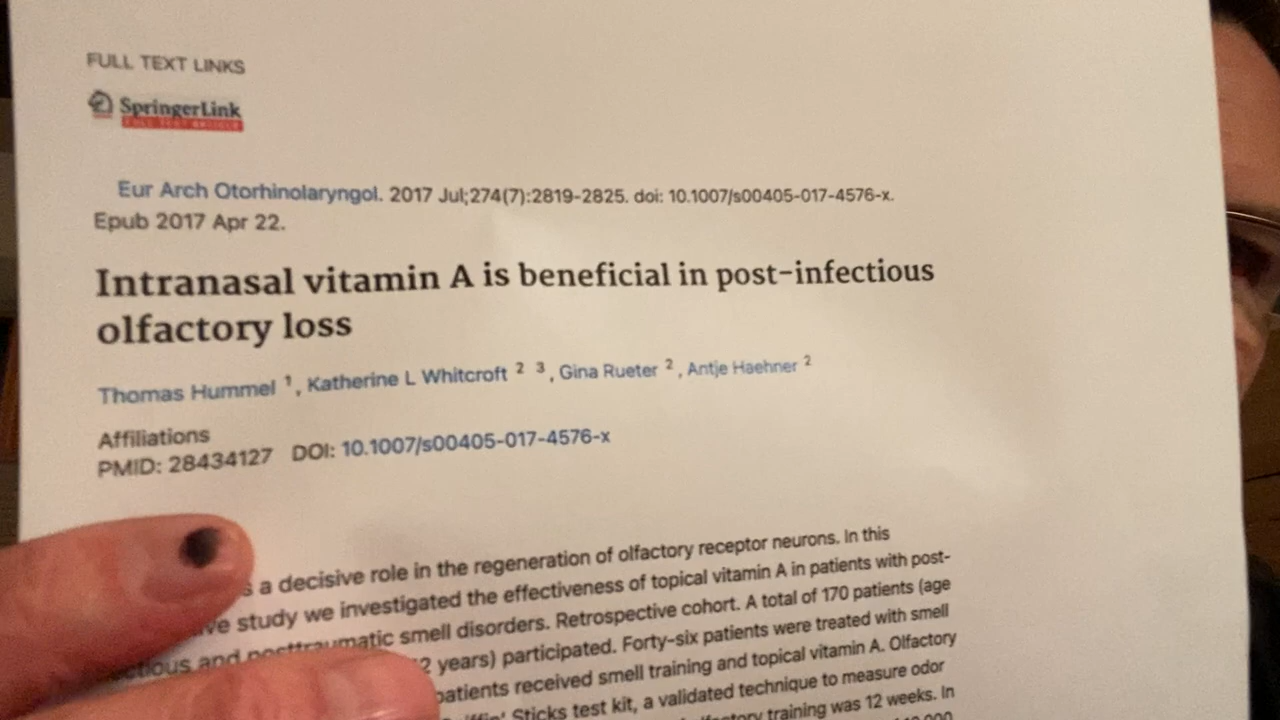 FULL TEXT LINKS
SpringerLink
FULL TEXT ARTICLE
Eur Arch Otorhinolaryngol. 2017 Jul;274(7):2819-2825. doi: 10.1007/s00405-017-4576-x.
Epub 2017 Apr 22.
Intranasal vitamin A is beneficial in post-infectious
olfactory loss
Thomas Hummel 1, Katherine L Whitcroft 2 3, Gina Rueter 2, Antje Haehner 2
Affiliations
PMID: 28434127 DOI: 10.1007/s00405-017-4576-x
s a decisive role in the regeneration of olfactory receptor neurons. In this
ve study we investigated the effectiveness of topical vitamin A in patients with post-
and posttraumatic smell disorders. Retrospective cohort. A total of 170 patients (age
2 years) participated. Forty-six patients were treated with smell
patients received smell training and topical vitamin A. Olfactory
Sticks test kit, a validated technique to measure odor
training was 12 weeks. In